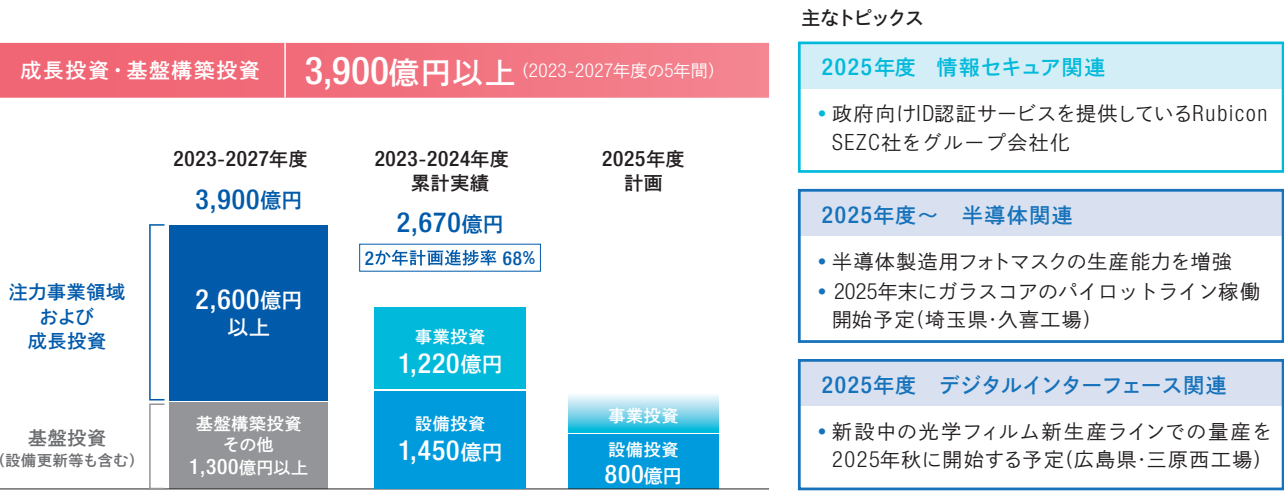 成長投資・基盤構築投資
3,900億円以上(2023-2027年度の5年間)
2023-2027年度
3,900億円
2,600億円
以上
基盤構築投資
その他
1,300億円以上
注力事業領域
および
成長投資
基盤投資
(設備更新等も含む)
2023-2024年度
累計実績
2,670億円
2か年計画進捗率 68%
事業投資
1,220億円
設備投資
1,450億円
2025年度
計画
事業投資
設備投資
800億円
主なトピックス
2025年度　情報セキュア関連
• 政府向けID認証サービスを提供しているRubicon
SEZC社をグループ会社化
2025年度～　半導体関連
• 半導体製造用フォトマスクの生産能力を増強
• 2025年末にガラスコアのパイロットライン稼働
開始予定(埼玉県・久喜工場)
2025年度　デジタルインターフェース関連
• 新設中の光学フィルム新生産ラインでの量産を
2025年秋に開始する予定(広島県・三原西工場)